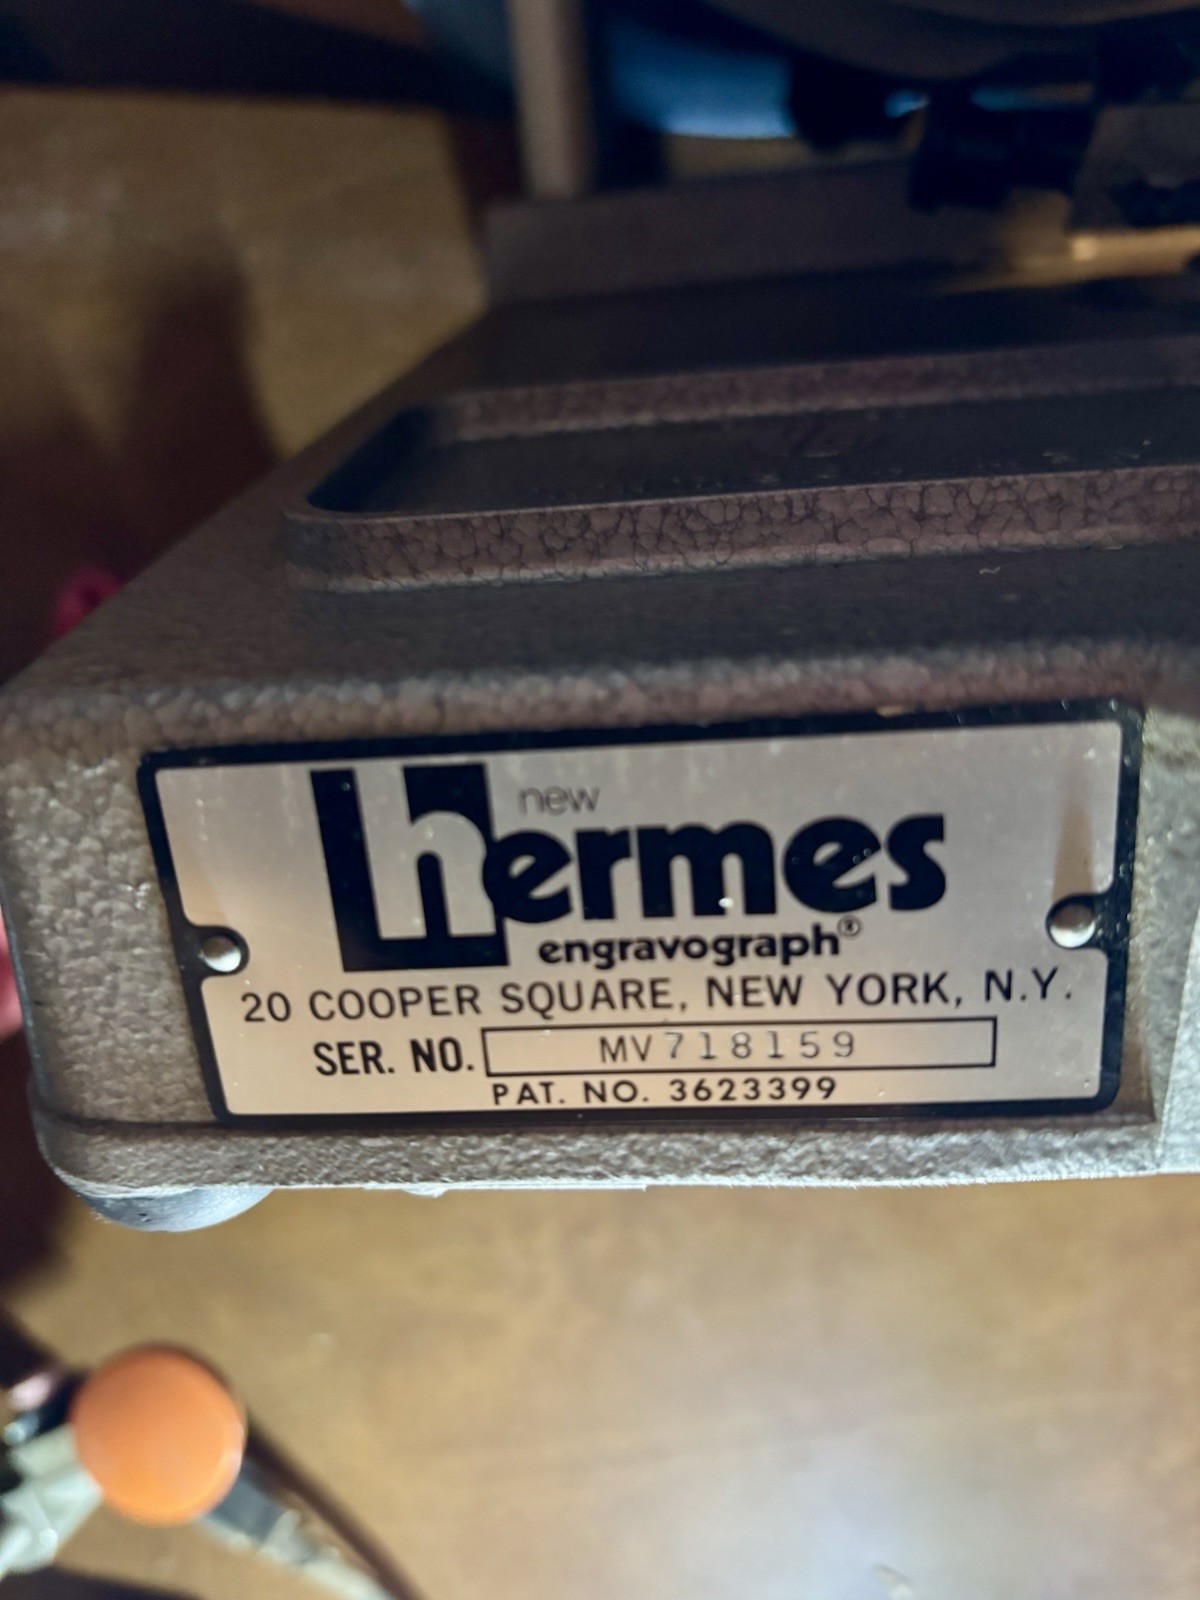 new
hermes
engravograph®
20 COOPER SQUARE, NEW YORK, N.Y.
SER. NO. MV718159
PAT. NO. 3623399